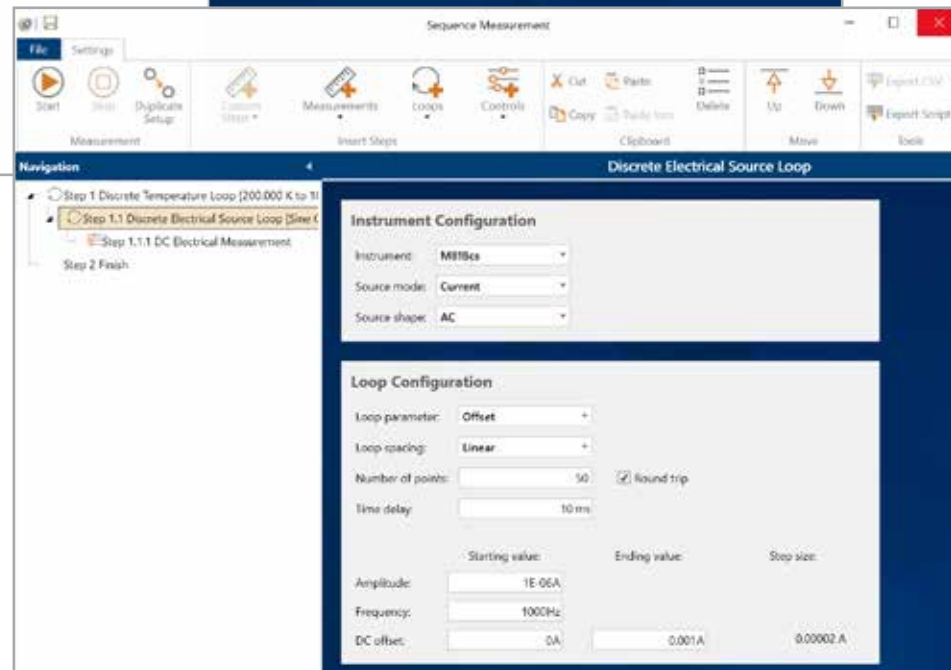 Sequence Measurement
File Settings
Start Duplicate Setup Measurements Loops Controls Cut Paste Copy Delete Up Down Export CSV Export Script
Measurement Insert Steps Clipboard Move Tools
Navigation Discrete Electrical Source Loop
Step 1 Discrete Temperature Loop [200.000 K to
Step 1.1 Discrete Electrical Source Loop [Sine
Step 1.1.1 DC Electrical Measurement
Step 2 Finish
Instrument Configuration
Instrument:
Source mode: Current
Source shape: AC
Loop Configuration
Loop parameter: Offset
Loop spacing: Linear
Number of points: 50 Round trip
Time delay: 10 ms
Starting value: Ending value: Step size:
Amplitude: 1E-06A
Frequency: 1000Hz
DC offset: 0A 0.001A 0.00002 A